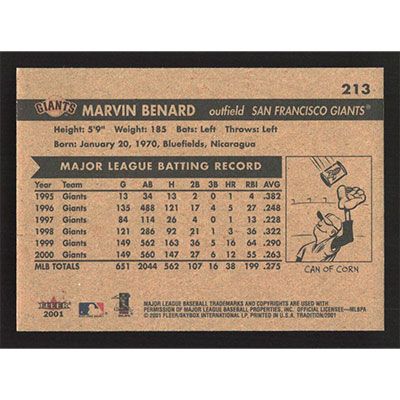 213
GIANTS MARVIN BENARD outfield SAN FRANCISCO GIANTS®
Height: 5'9" Weight: 185 Bats: Left Throws: Left
Born: January 20, 1970, Bluefields, Nicaragua
MAJOR LEAGUE BATTING RECORD
Year Team G AB H 2B 3B HR RBI AVG
1995 Giants 13 34 13 2 0 1 4 .382
1996 Giants 135 488 121 17 4 5 27 .248
1997 Giants 84 114 26 4 0 1 13 .228
1998 Giants 121 286 92 21 1 3 36 .322
1999 Giants 149 562 163 36 5 16 64 .290
2000 Giants 149 560 147 27 6 12 55 .263
MLB TOTALS 651 2044 562 107 16 38 199 .275
CAN OF CORN
FLEER
2001
MAJOR LEAGUE BASEBALL TRADEMARKS AND COPYRIGHTS ARE USED WITH
PERMISSION OF MAJOR LEAGUE BASEBALL PROPERTIES, INC. OFFICIAL LICENSEE—MLBPA
© 2001 FLEER/SKYBOX INTERNATIONAL LP, PRINTED IN U.S.A. TRADITION/2001